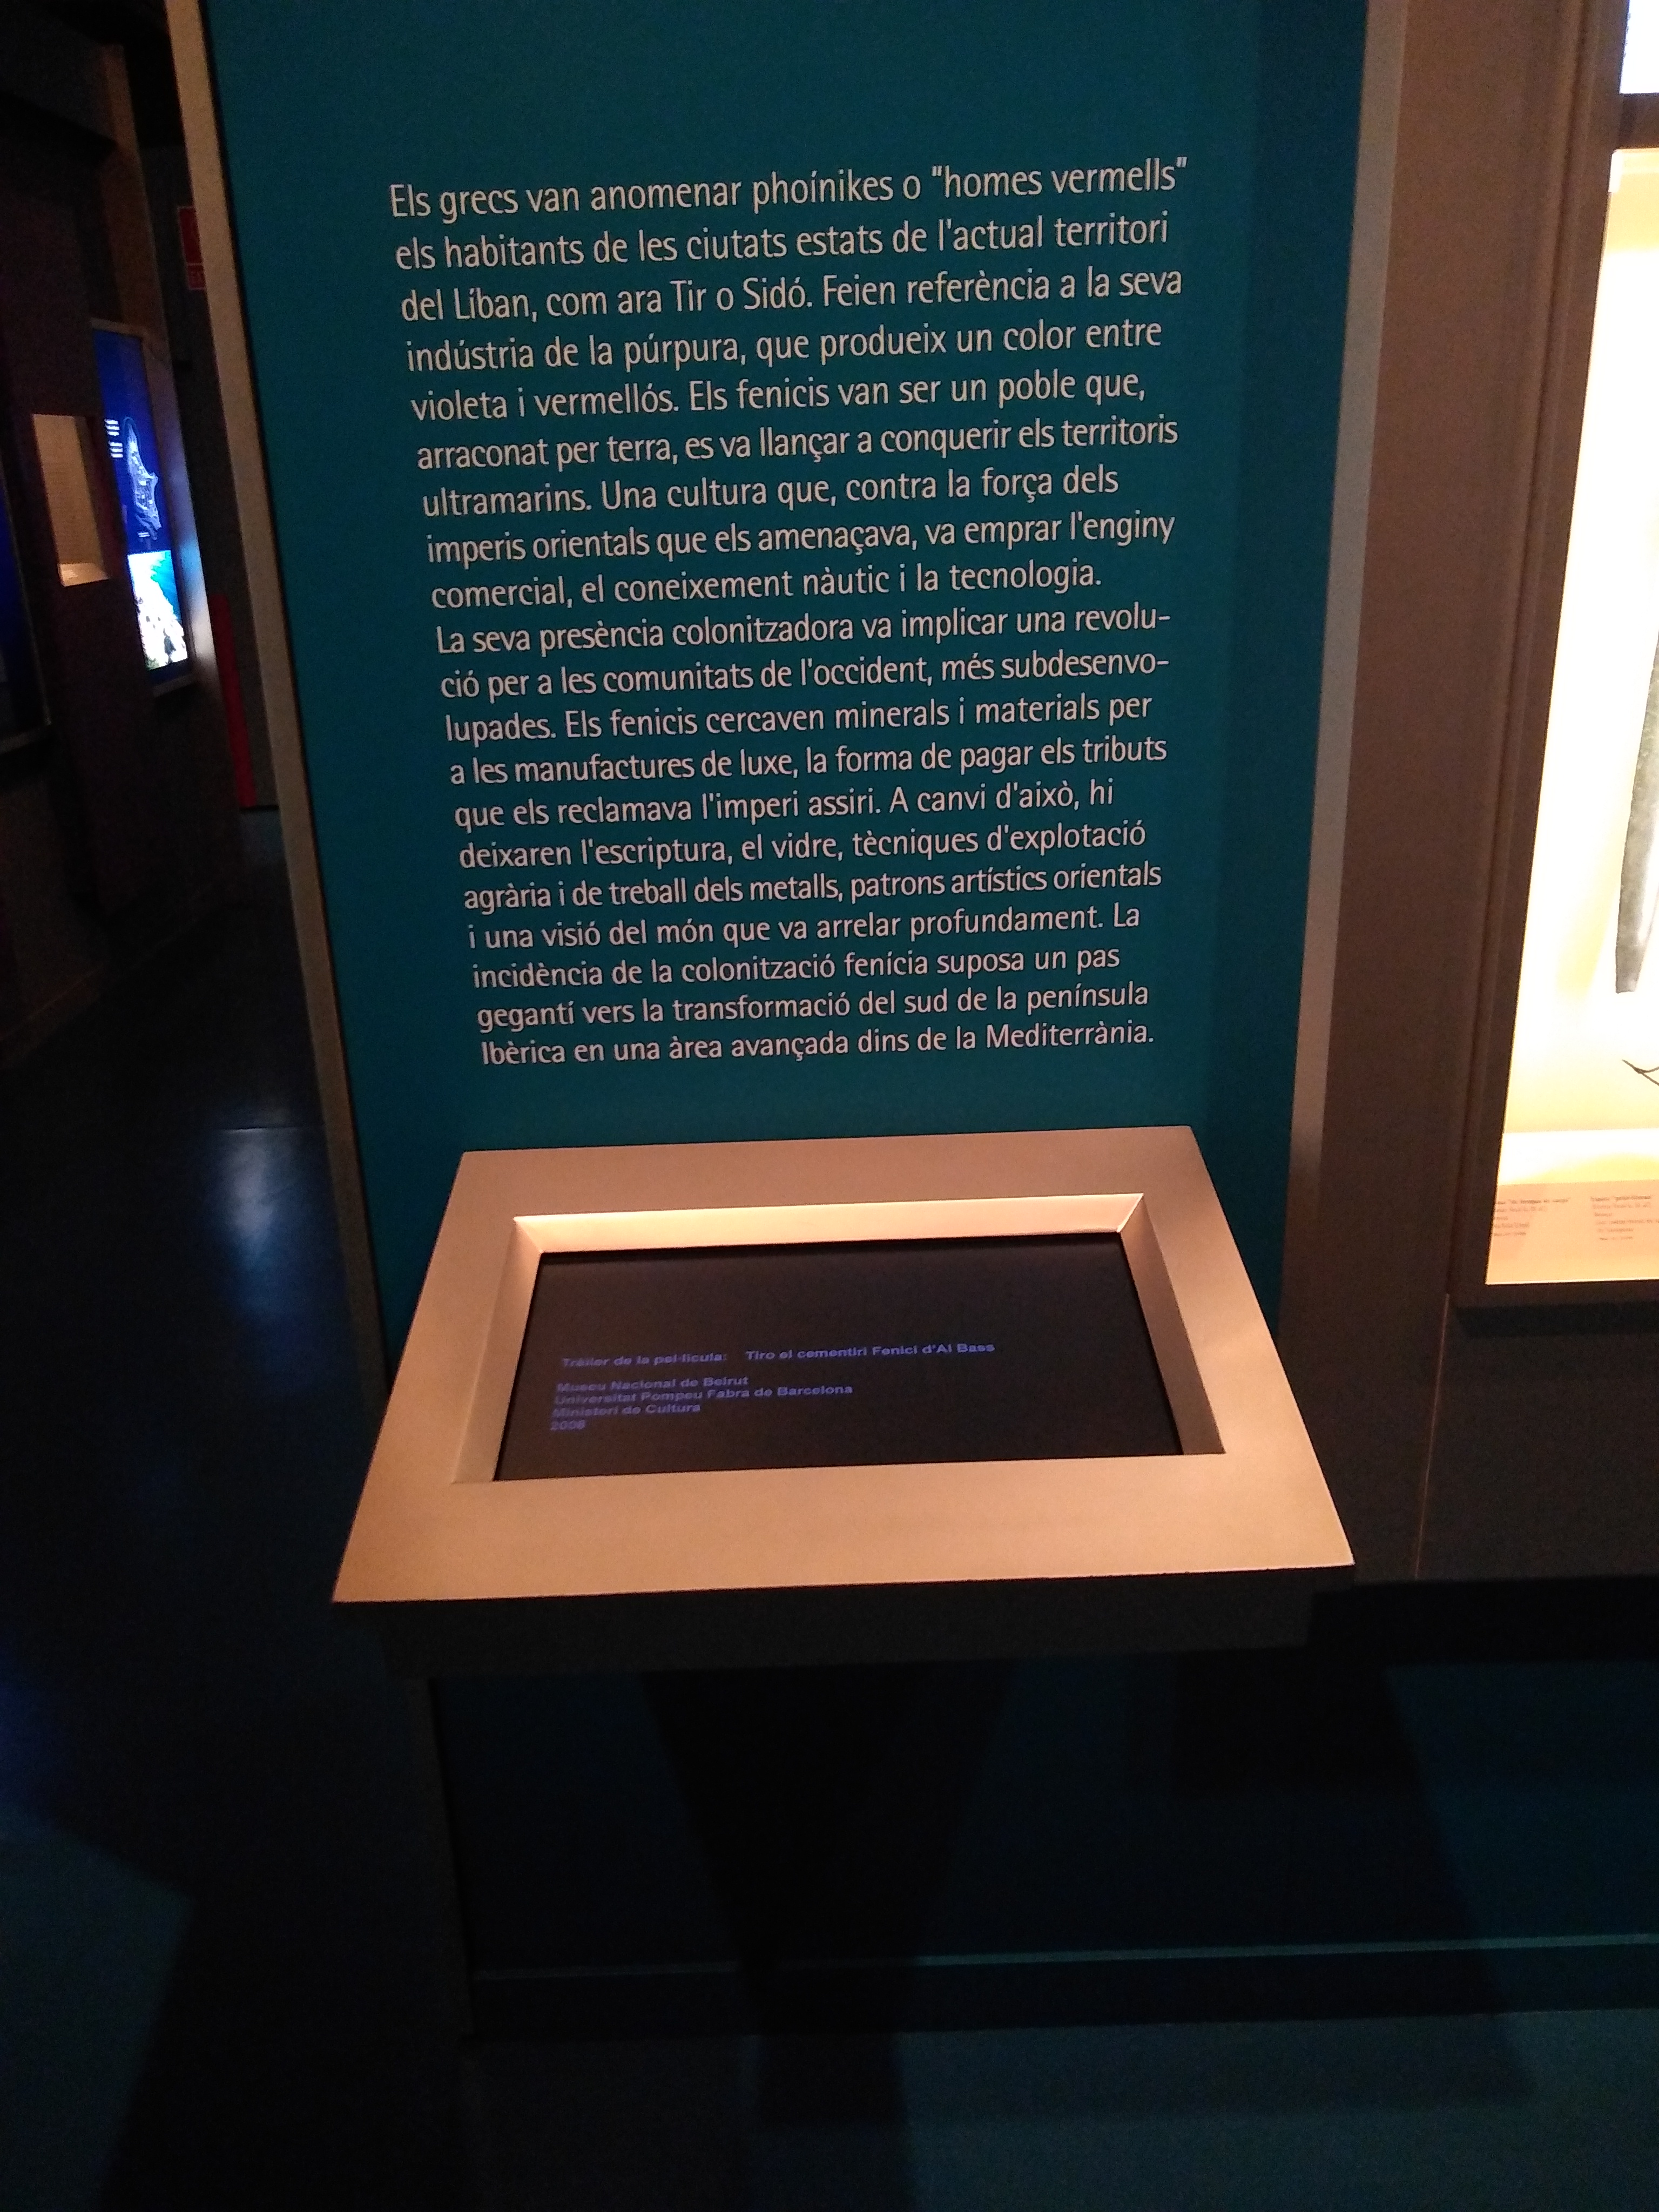 Els grecs van anomenar phoínikes o "homes vermells"
els habitants de les ciutats estats de l'actual territori
del Líban, com ara Tir o Sidó. Feien referència a la seva
indústria de la púrpura, que produeix un color entre
violeta i vermellós. Els fenicis van ser un poble que,
arraconat per terra, es va llançar a conquerir els territoris
ultramarins. Una cultura que, contra la força dels
imperis orientals que els amenaçava, va emprar l'enginy
comercial, el coneixement nàutic i la tecnologia.
La seva presència colonitzadora va implicar una revolu-
ció per a les comunitats de l'occident, més subdesenvo-
lupades. Els fenicis cercaven minerals i materials per
a les manufactures de luxe, la forma de pagar els tributs
que els reclamava l'imperi assiri. A canvi d'això, hi
deixaren l'escriptura, el vidre, tècniques d'explotació
agrària i de treball dels metalls, patrons artístics orientals
i una visió del món que va arrelar profundament. La
incidència de la colonització fenícia suposa un pas
gegantí vers la transformació del sud de la península
Ibèrica en una àrea avançada dins de la Mediterrània.
Tràiler de la pel·lícula: Tiro el cementiri Fenici d'Al Bass
Museu Nacional de Beirut
Universitat Pompeu Fabra de Barcelona
Ministeri de Cultura
2008